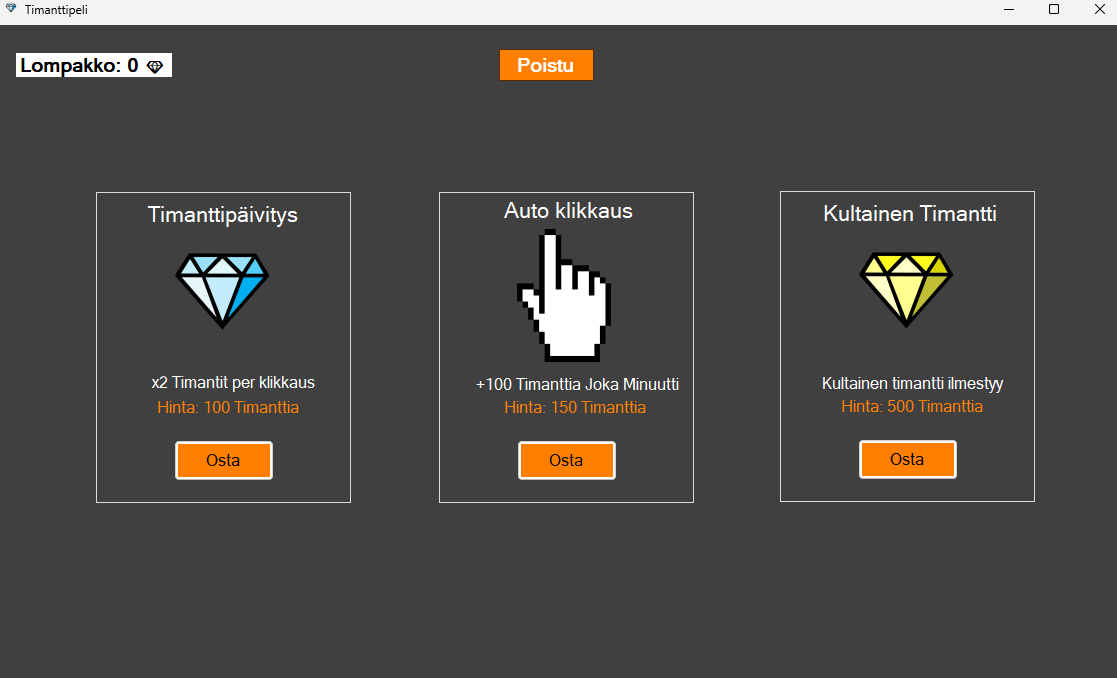 Timanttipeli
Lompakko: 0
Poistu
Timanttipäivitys
x2 Timantit per klikkaus
Hinta: 100 Timanttia
Osta
Auto klikkaus
+100 Timanttia Joka Minuutti
Hinta: 150 Timanttia
Osta
Kultainen Timantti
Kultainen timantti ilmestyy
Hinta: 500 Timanttia
Osta